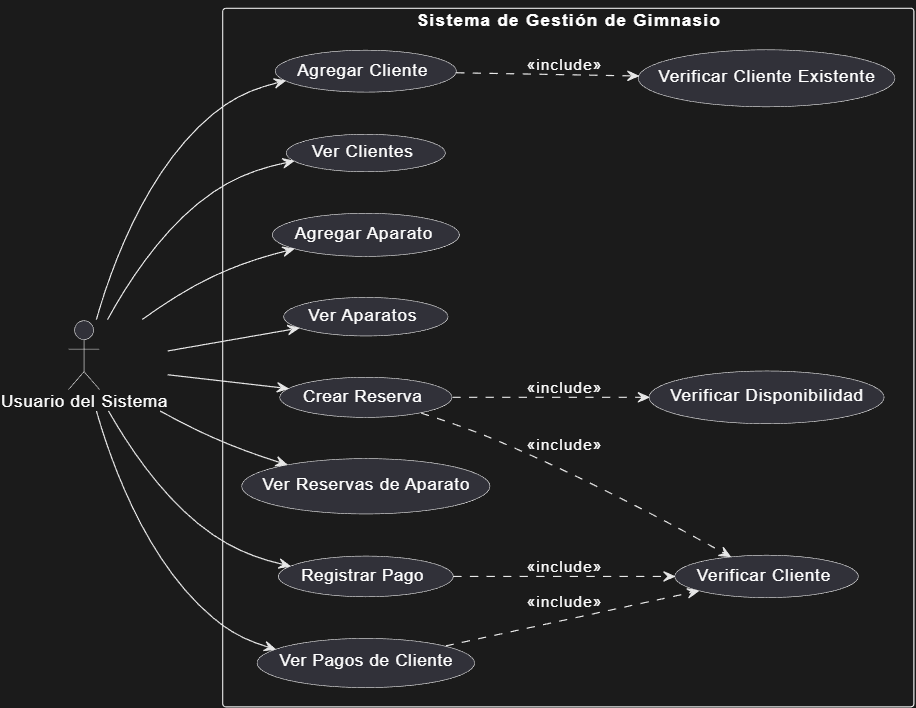 Sistema de Gestión de Gimnasio
Agregar Cliente
«include»
Verificar Cliente Existente
Ver Clientes
Agregar Aparato
Ver Aparatos
Usuario del Sistema
Crear Reserva
«include»
Verificar Disponibilidad
«include»
Ver Reservas de Aparato
Registrar Pago
«include»
Verificar Cliente
«include»
Ver Pagos de Cliente